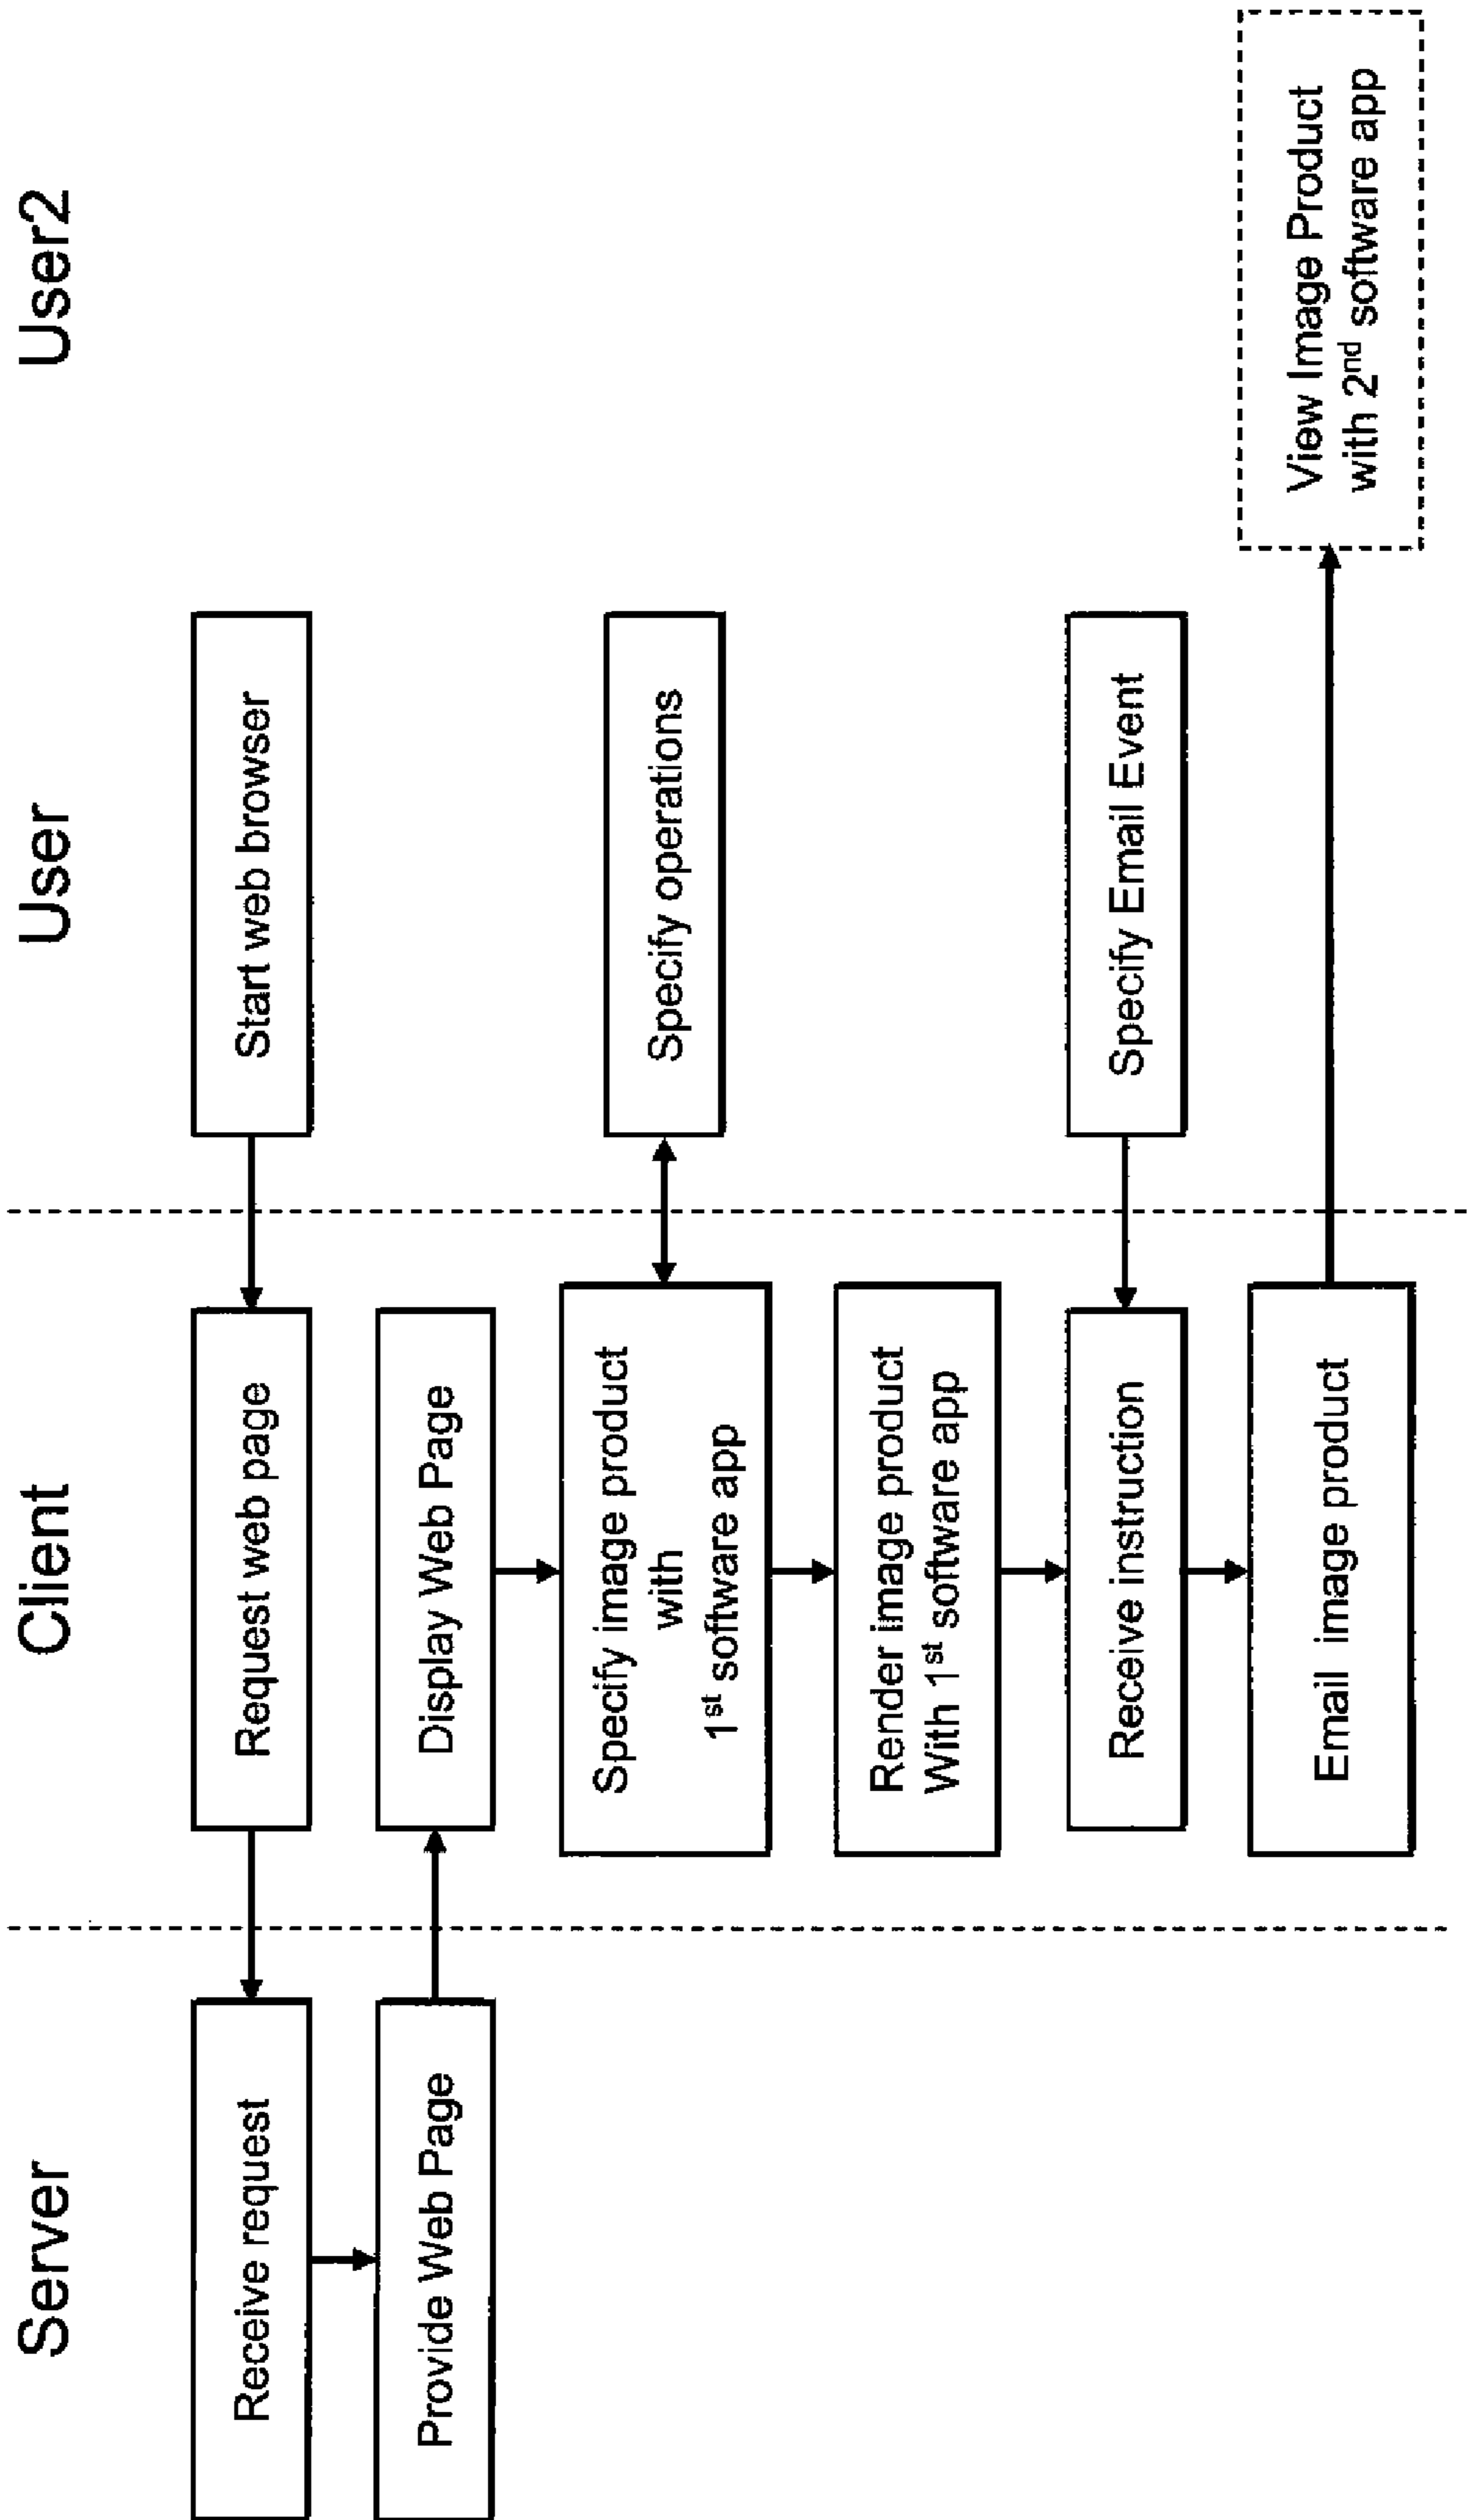 Server
Client
User
User2
Receive request
Request web page
Start web browser
Provide Web Page
Display Web Page
Specify image product
with
1st software app
Specify operations
Render image product
With 1st software app
Receive instruction
Specify Email Event
Email image product
View Image Product
with 2nd software app